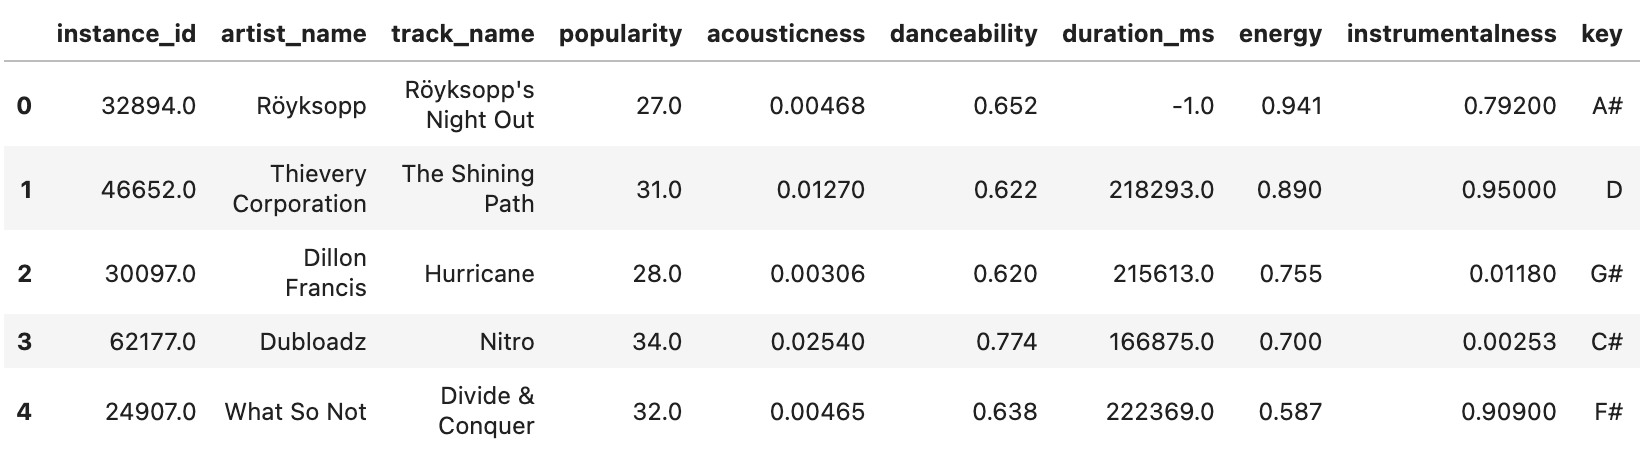 instance_id artist_name track_name popularity acousticness danceability duration_ms energy instrumentalness key
0 32894.0 Röyksopp Röyksopp's Night Out 27.0 0.00468 0.652 -1.0 0.941 0.79200 A#
1 46652.0 Thievery Corporation The Shining Path 31.0 0.01270 0.622 218293.0 0.890 0.95000 D
2 30097.0 Dillon Francis Hurricane 28.0 0.00306 0.620 215613.0 0.755 0.01180 G#
3 62177.0 Dubloadz Nitro 34.0 0.02540 0.774 166875.0 0.700 0.00253 C#
4 24907.0 What So Not Divide & Conquer 32.0 0.00465 0.638 222369.0 0.587 0.90900 F#